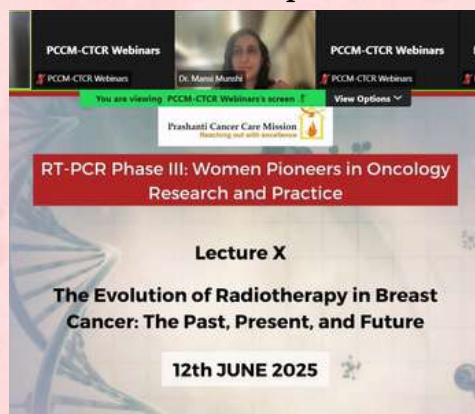 PCCM-CTCR Webinars
PCCM-CTCR Webinars
PCCM-CTCR Webinars
Dr. Mansi Munshi
PCCM-CTCR Webinars
You are viewing PCCM-CTCR Webinars's screen
View Options
Prashanti Cancer Care Mission
Reaching out with excellence
RT-PCR Phase III: Women Pioneers in Oncology
Research and Practice
Lecture X
The Evolution of Radiotherapy in Breast
Cancer: The Past, Present, and Future
12th JUNE 2025